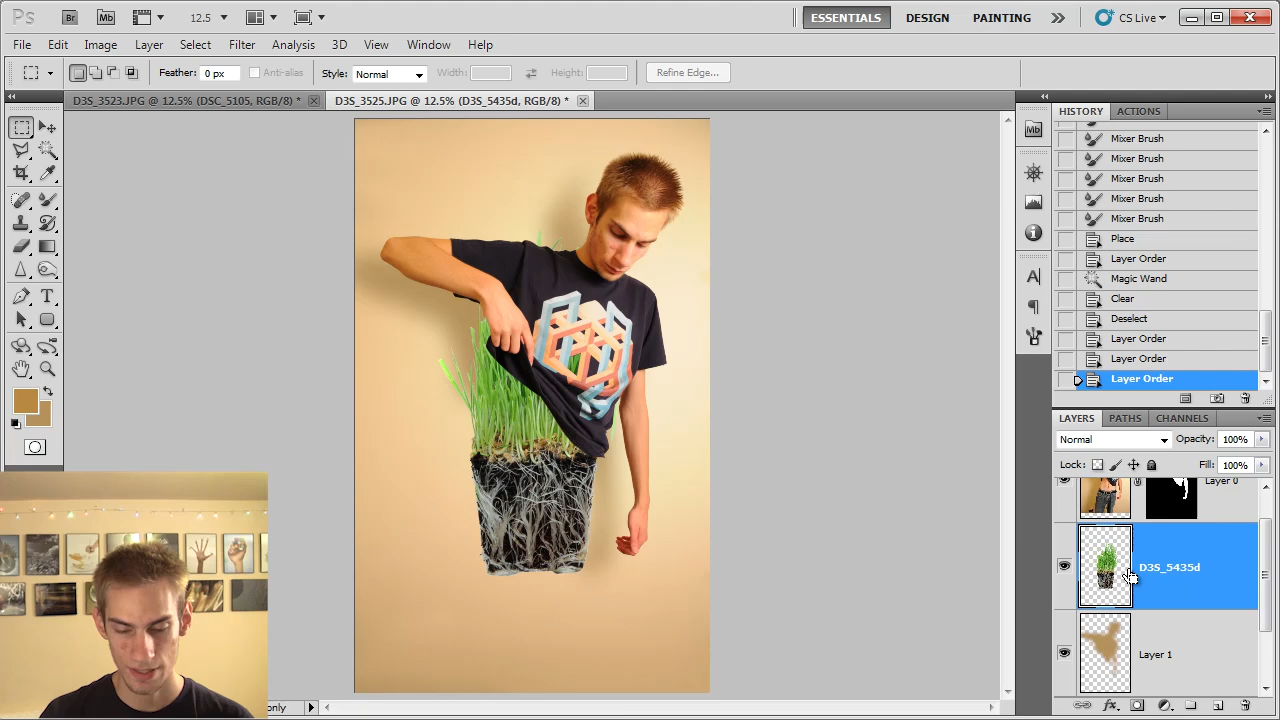 Ps Br Mb 12.5 ESSENTIALS DESIGN PAINTING CS Live
File Edit Image Layer Select Filter Analysis 3D View Window Help
Feather: 0 px Anti-alias Style: Normal Width: Height: Refine Edge...
D3S_3523.JPG @ 12.5% (DSC_5105, RGB/8) * D3S_3525.JPG @ 12.5% (D3S_5435d, RGB/8) *
HISTORY ACTIONS
Mb
Mixer Brush
Mixer Brush
Mixer Brush
Mixer Brush
Mixer Brush
Place
Layer Order
Magic Wand
Clear
Deselect
Layer Order
Layer Order
Layer Order
LAYERS PATHS CHANNELS
Normal Opacity: 100%
Lock: Fill: 100%
Layer 0
D3S_5435d
Layer 1
only